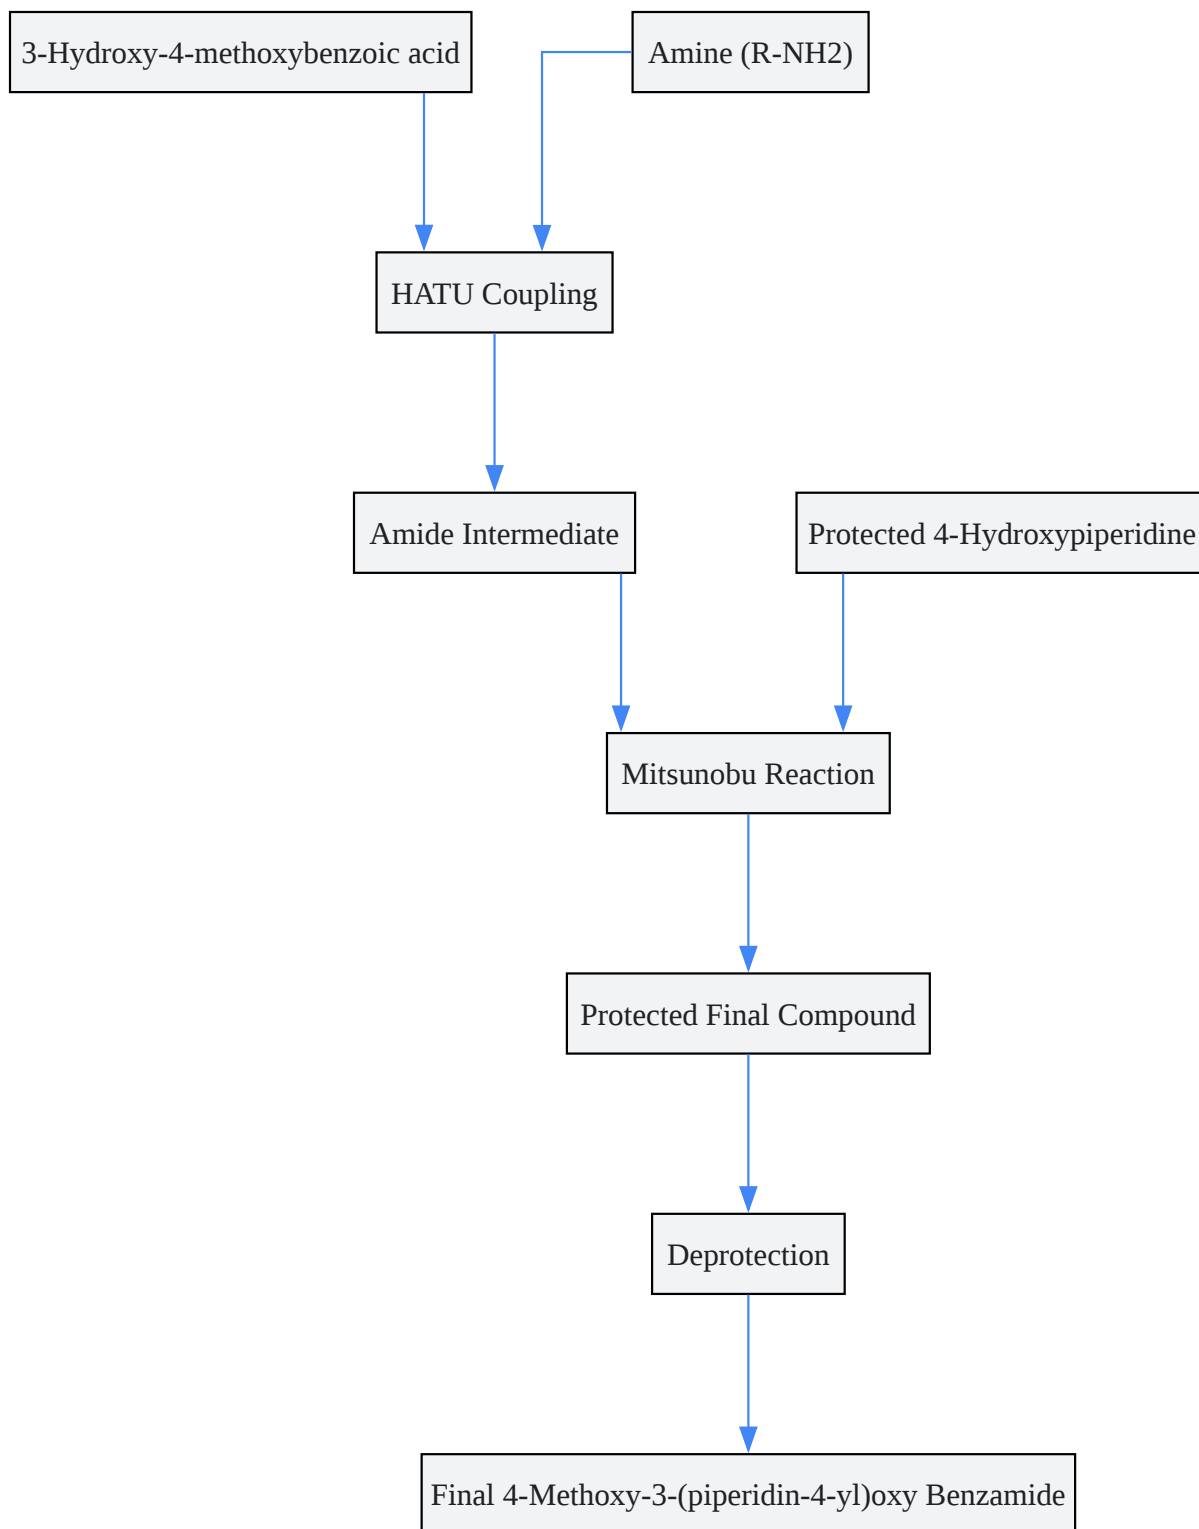 3-Hydroxy-4-methoxybenzoic acid
Amine (R-NH2)
HATU Coupling
Amide Intermediate
Protected 4-Hydroxypiperidine
Mitsunobu Reaction
Protected Final Compound
Deprotection
Final 4-Methoxy-3-(piperidin-4-yl)oxy Benzamide